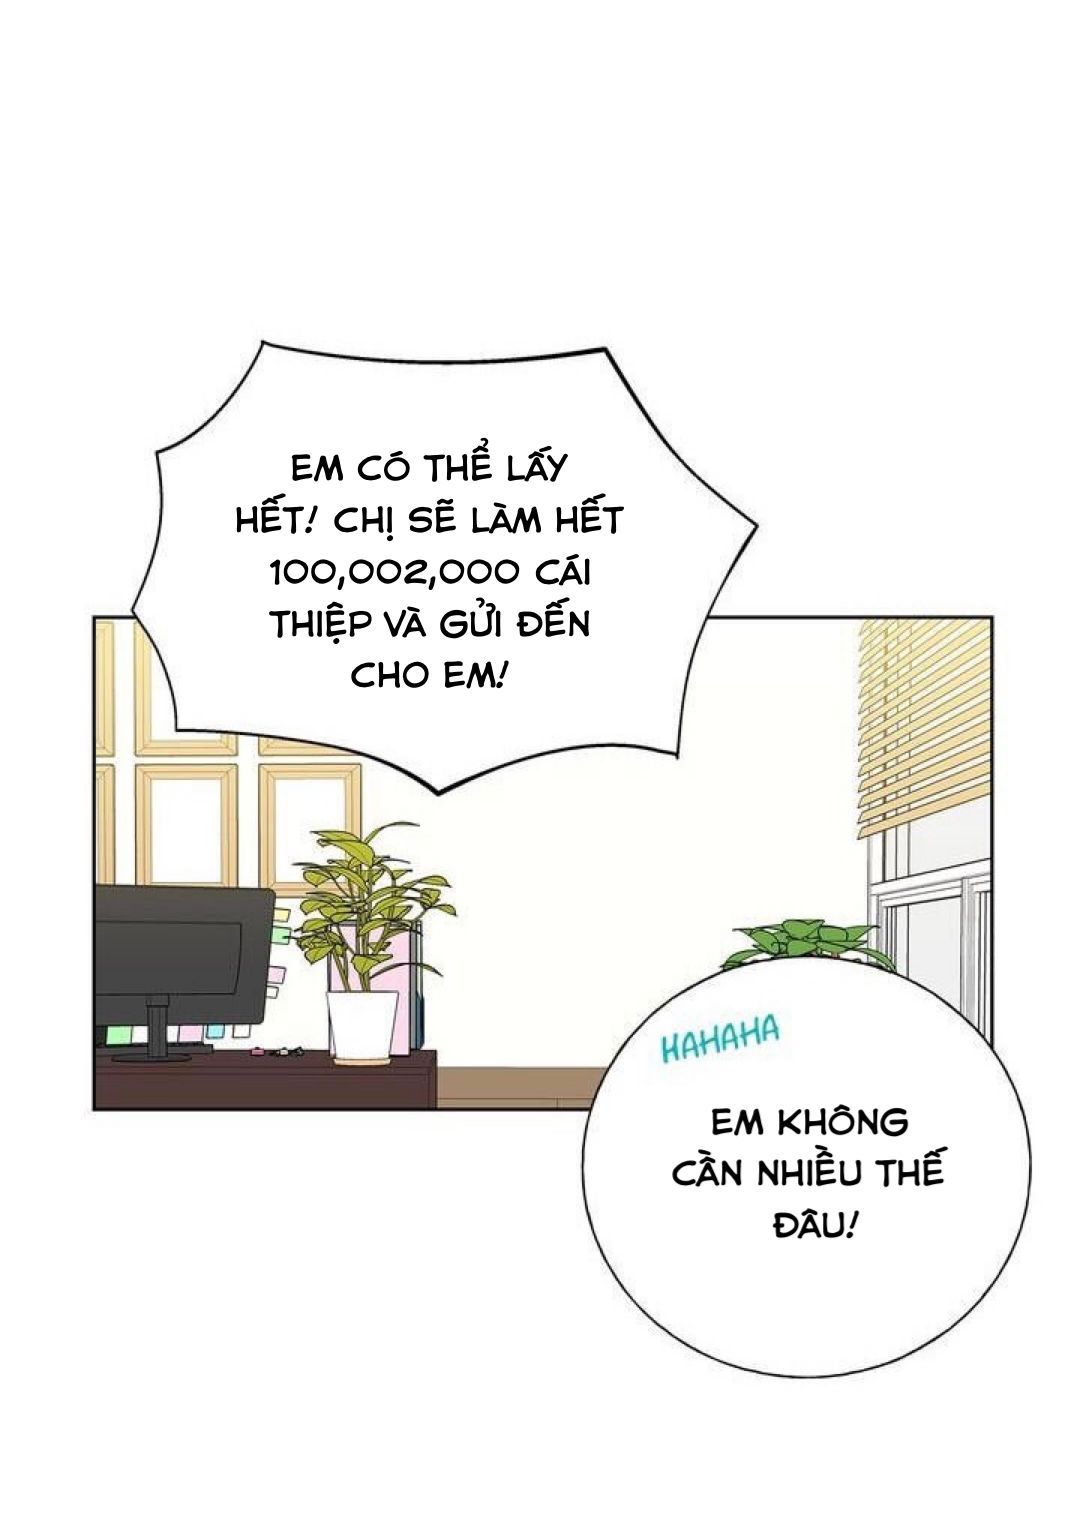 EM CÓ THỂ LẤY
HẾT! CHỊ SẼ LÀM HẾT
100,002,000 CÁI
THIỆP VÀ GỬI ĐẾN
CHO EM!
HAHAHA
EM KHÔNG
CẦN NHIỀU THẾ
ĐÂU!